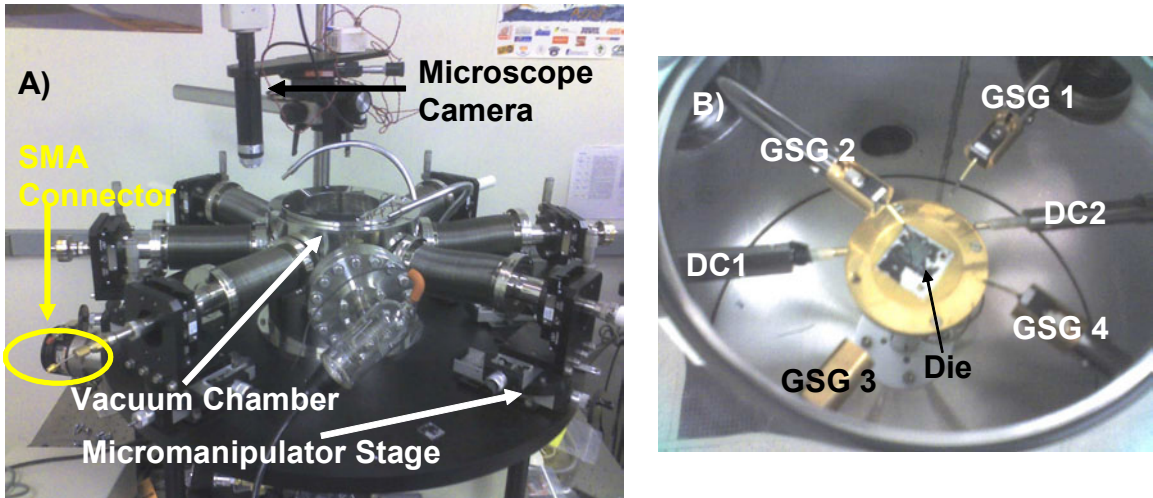 A)
Microscope
Camera
SMA
Connector
Vacuum Chamber
Micromanipulator Stage
B)
GSG 1
GSG 2
DC2
DC1
GSG 4
GSG 3
Die